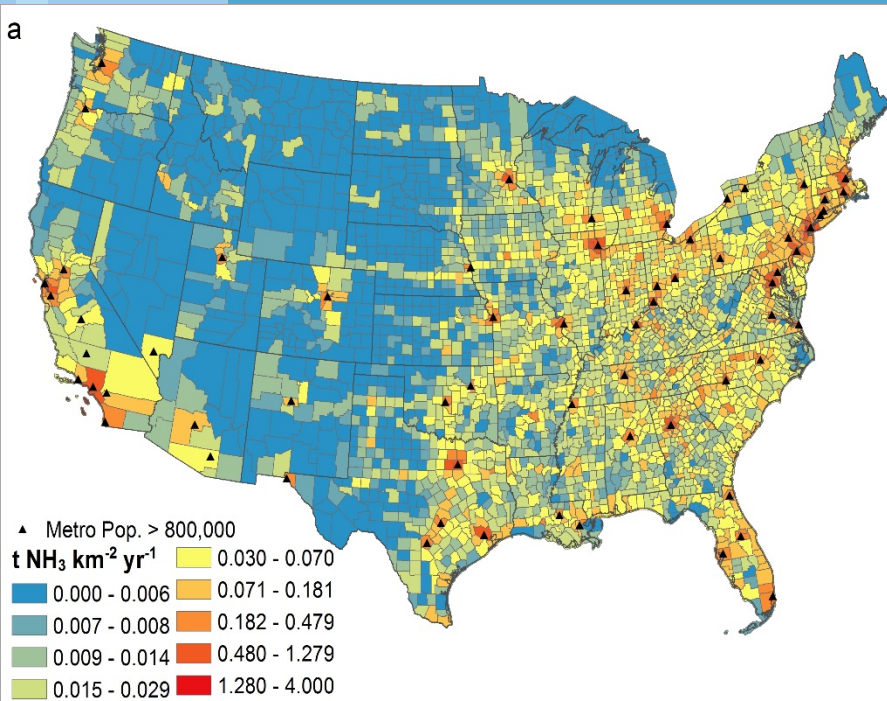 a
▲ Metro Pop. > 800,000
t NH₃ km⁻² yr⁻¹
0.000 - 0.006
0.007 - 0.008
0.009 - 0.014
0.015 - 0.029
0.030 - 0.070
0.071 - 0.181
0.182 - 0.479
0.480 - 1.279
1.280 - 4.000